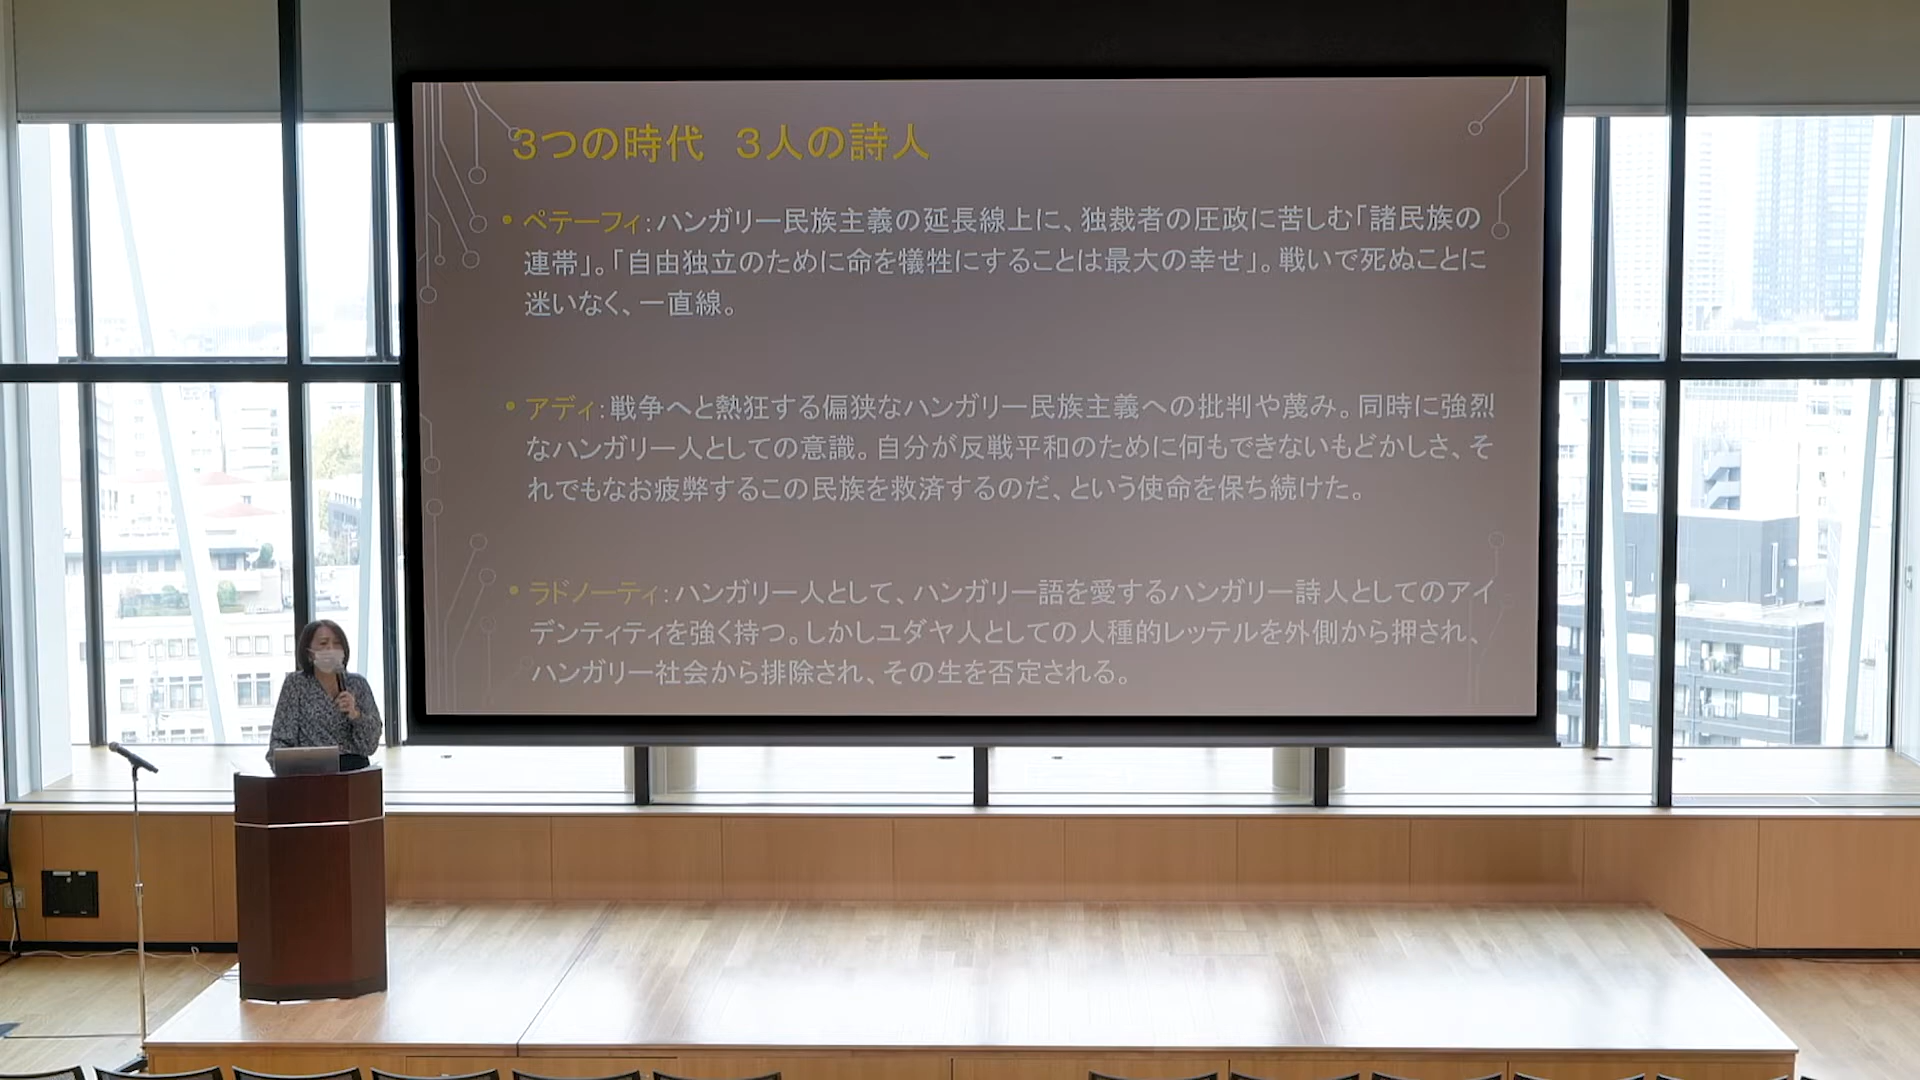 3つの時代　3人の詩人
• ペテーフィ：ハンガリー民族主義の延長線上に、独裁者の圧政に苦しむ「諸民族の
連帯」。「自由独立のために命を犠牲にすることは最大の幸せ」。戦いで死ぬことに
迷いなく、一直線。
• アディ：戦争へと熱狂する偏狭なハンガリー民族主義への批判や蔑み。同時に強烈
なハンガリー人としての意識。自分が反戦平和のために何もできないもどかしさ、そ
れでもなお疲弊するこの民族を救済するのだ、という使命を保ち続けた。
• ラドノーティ：ハンガリー人として、ハンガリー語を愛するハンガリー詩人としてのアイ
デンティティを強く持つ。しかしユダヤ人としての人種的レッテルを外側から押され、
ハンガリー社会から排除され、その生を否定される。